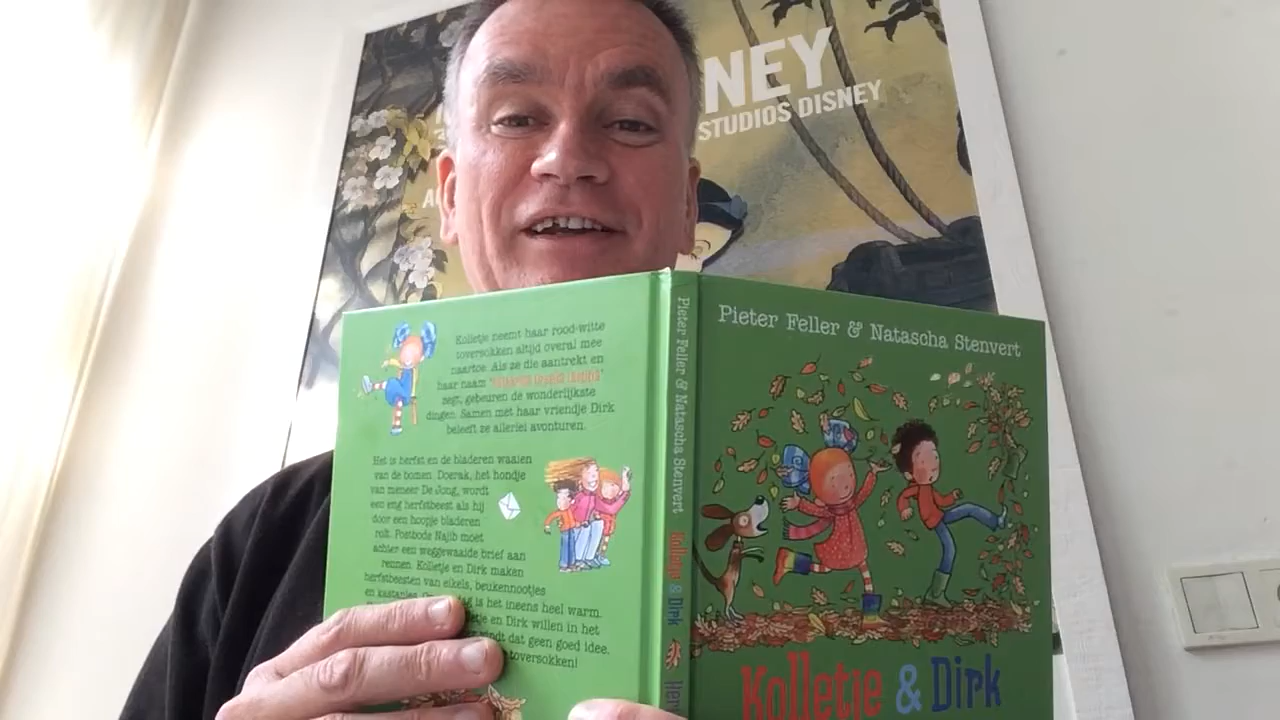 NEY
STUDIOS DISNEY
Kolletje neemt haar rood-witte
toversokken altijd overal mee
naartoe. Als ze die aantrekt en
haar naam
zegt, gebeuren de wonderlijkste
dingen. Samen met haar vriendje Dirk
beleeft ze allerlei avonturen.
Het is herfst en de bladeren waaien
van de bomen. Doerak, het hondje
van meneer De Jong, wordt
een eng herfstbeest als hij
door een hoopje bladeren
rolt. Postbode Najib moet
achter een weggewaaide brief aan
rennen. Kolletje en Dirk maken
herfstbeesten van eikels, beukennootjes
en kastanjes.
is het ineens heel warm.
en Dirk willen in het
dat geen goed idee.
toversokken!
Pieter Feller & Natascha Stenvert
Kolletje & Dirk
Her
Pieter Feller & Natascha Stenvert
Kolletje & Dirk